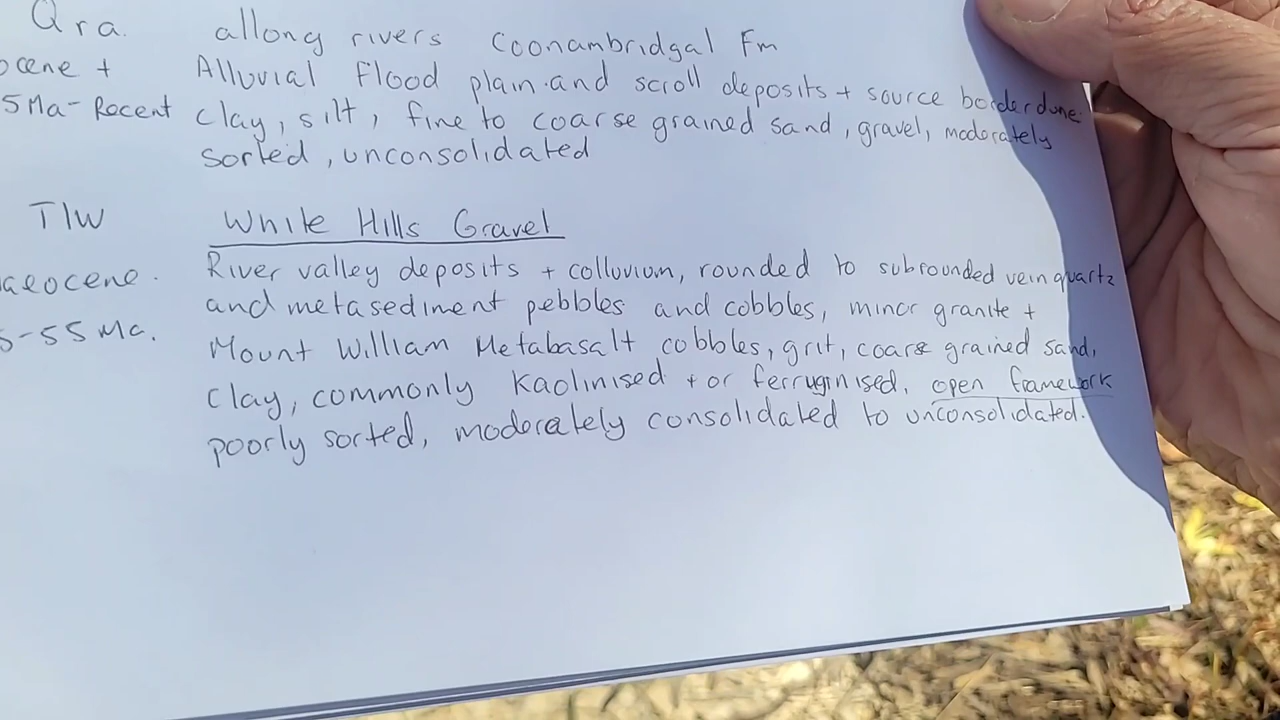 Qra. allong rivers Coonambridgal Fm
ocene + Alluvial Flood plain and scroll deposits + source border dune
5Ma- Recent clay, silt, fine to coarse grained sand, gravel, moderately
sorted, unconsolidated
T1W White Hills Gravel
aeocene. River valley deposits + colluvium, rounded to subrounded vein quartz
and metasediment pebbles and cobbles, minor granite +
-55 Ma. Mount William Metabasalt cobbles, grit, coarse grained sand,
clay, commonly Kaolinised + or ferruginised, open framework
poorly sorted, moderately consolidated to unconsolidated.